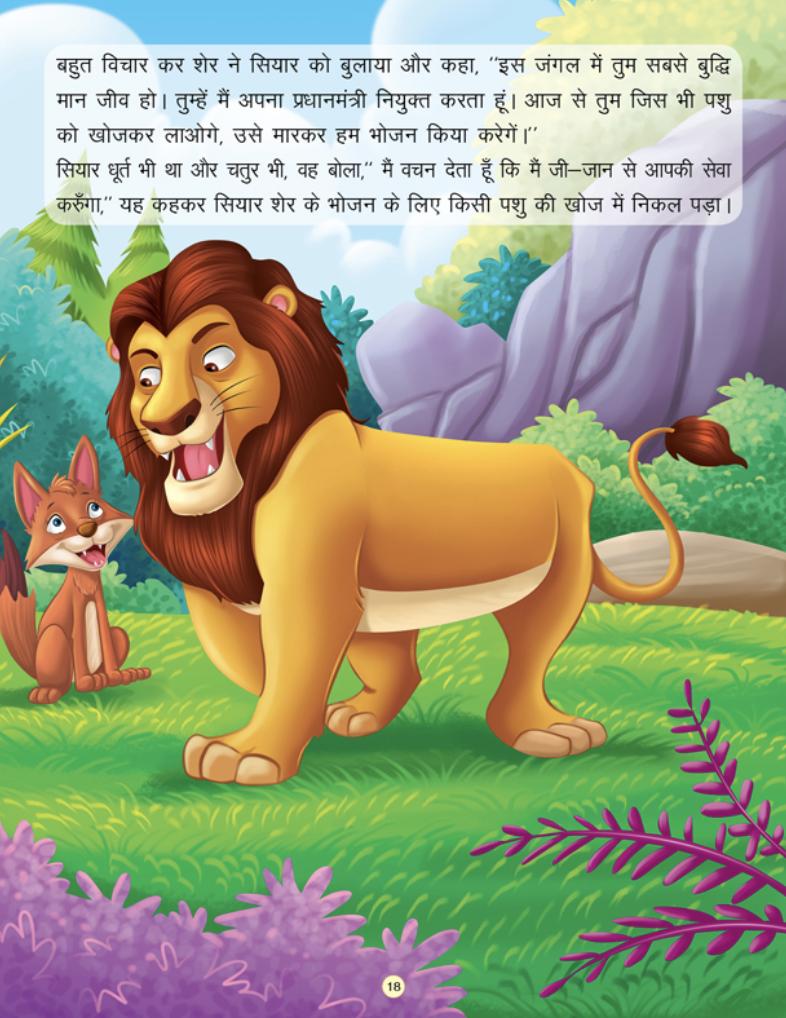 बहुत विचार कर शेर ने सियार को बुलाया और कहा, ‘‘इस जंगल में तुम सबसे बुद्धि
मान जीव हो। तुम्हें मैं अपना प्रधानमंत्री नियुक्त करता हूं। आज से तुम जिस भी पशु
को खोजकर लाओगे, उसे मारकर हम भोजन किया करेगें।’’
सियार धूर्त भी था और चतुर भी, वह बोला,‘‘ मैं वचन देता हूँ कि मैं जी–जान से आपकी सेवा
करुँगा,’’ यह कहकर सियार शेर के भोजन के लिए किसी पशु की खोज में निकल पड़ा।
18